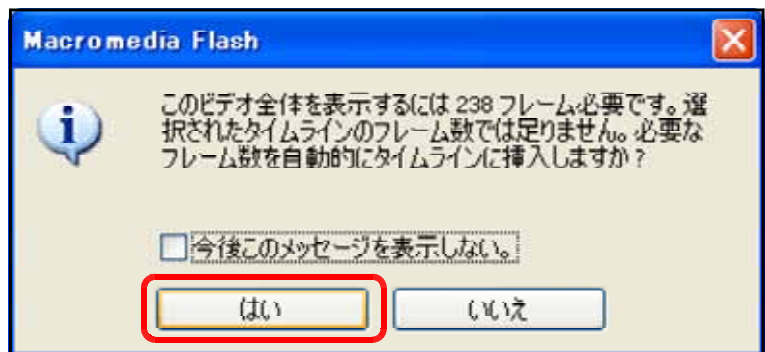 Macromedia Flash
このビデオ全体を表示するには 238 フレーム必要です。選
択されたタイムラインのフレーム数では足りません。必要な
フレーム数を自動的にタイムラインに挿入しますか?
今後このメッセージを表示しない。
はい
いいえ